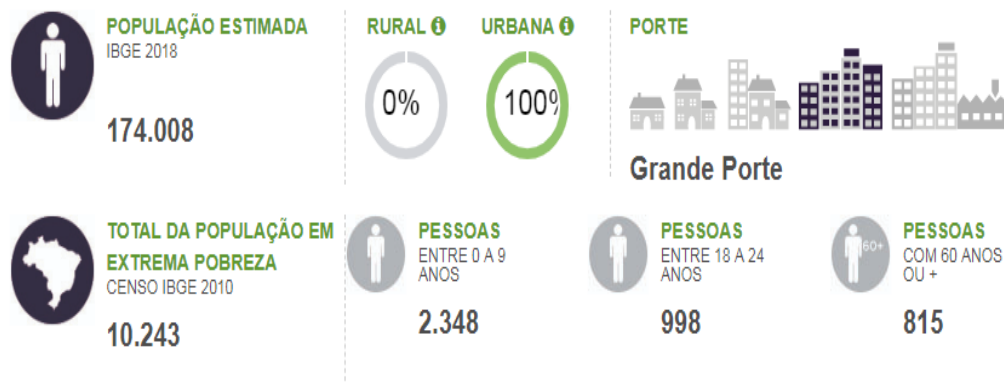 POPULAÇÃO ESTIMADA
IBGE 2018
174.008
RURAL
0%
URBANA
100%
PORTE
Grande Porte
TOTAL DA POPULAÇÃO EM
EXTREMA POBREZA
CENSO IBGE 2010
10.243
PESSOAS
ENTRE 0 A 9
ANOS
2.348
PESSOAS
ENTRE 18 A 24
ANOS
998
60+
PESSOAS
COM 60 ANOS
OU +
815